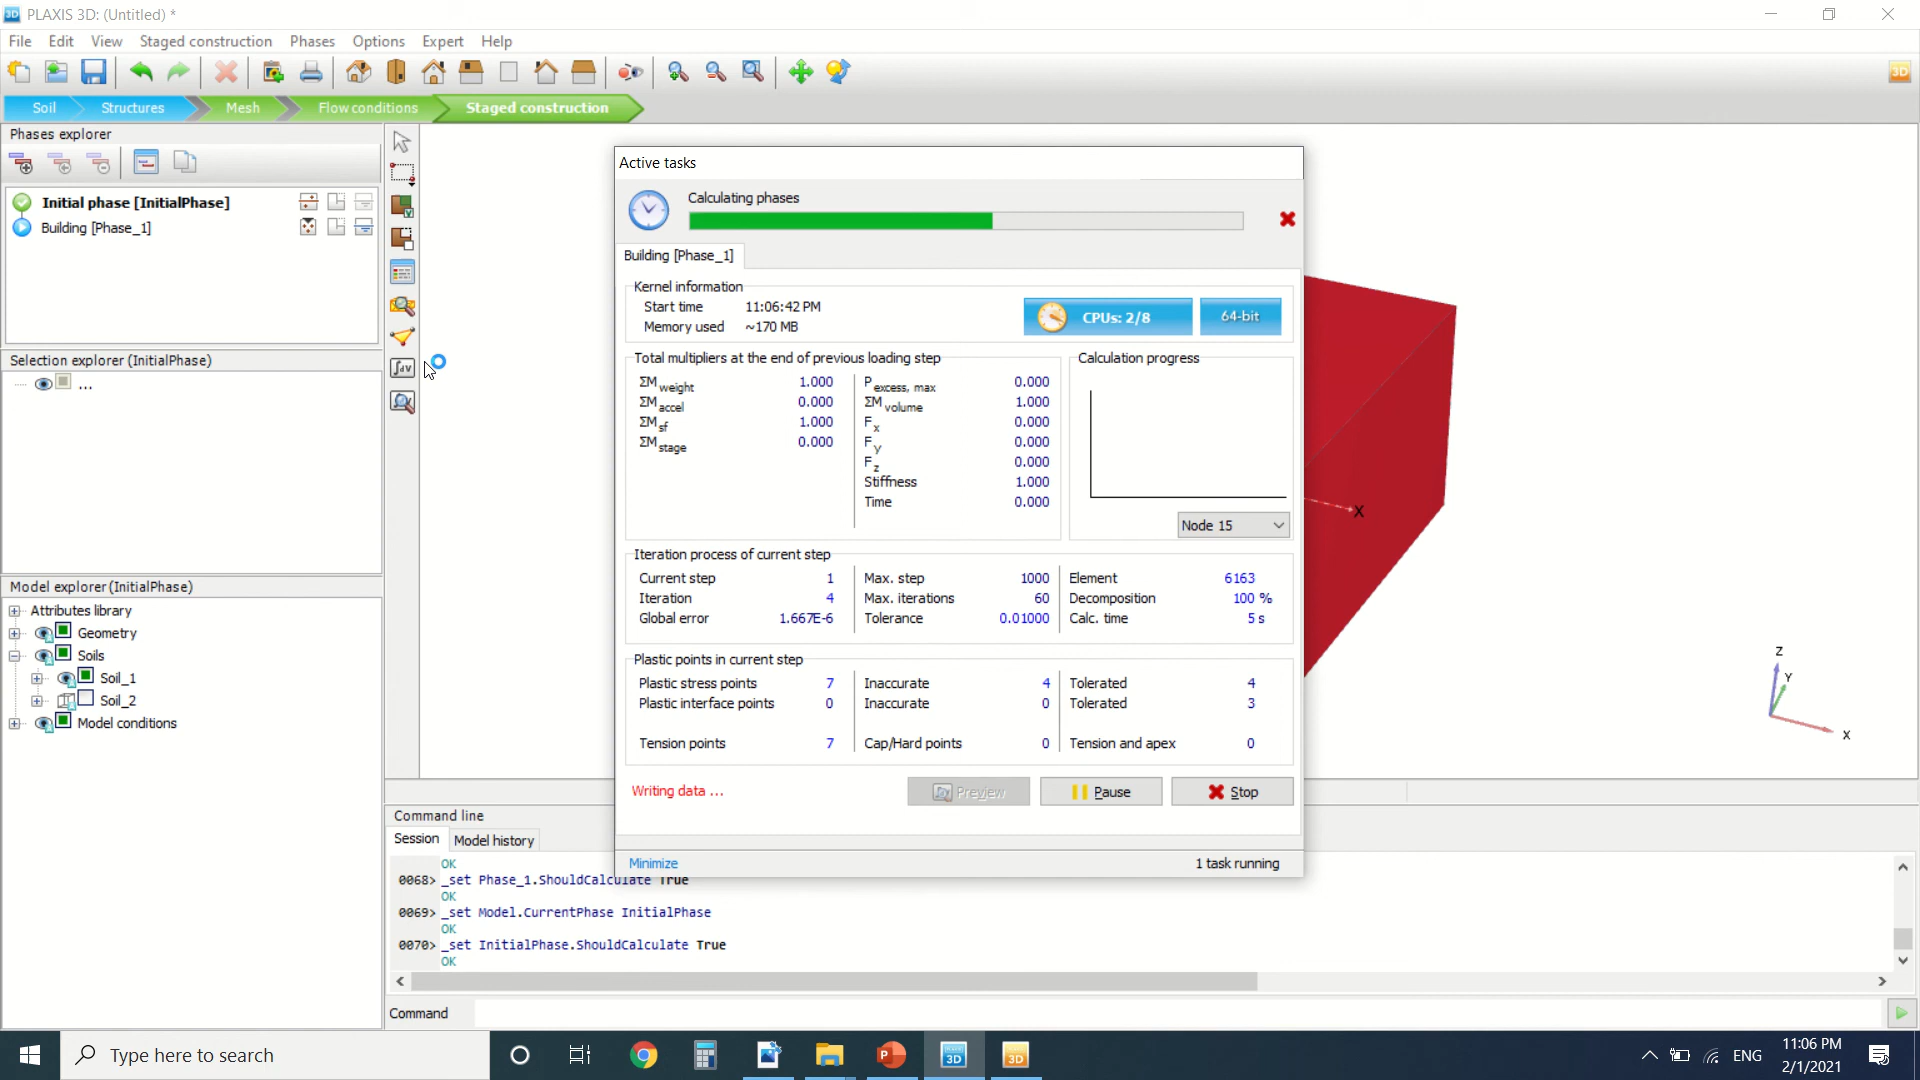 PLAXIS 3D: (Untitled) *
File Edit View Staged construction Phases Options Expert Help
Soil Structures Mesh Flow conditions Staged construction
Phases explorer
Initial phase [InitialPhase]
Building [Phase_1]
Selection explorer (InitialPhase)
...
Model explorer (InitialPhase)
Attributes library
Geometry
Soils
Soil_1
Soil_2
Model conditions
Active tasks
Calculating phases
Building [Phase_1]
Kernel information
Start time 11:06:42 PM
Memory used ~170 MB
CPUs: 2/8
64-bit
Total multipliers at the end of previous loading step
ΣM weight 1.000 P excess, max 0.000
ΣM accel 0.000 ΣM volume 1.000
ΣM sf 1.000 F x 0.000
ΣM stage 0.000 F y 0.000
F z 0.000
Stiffness 1.000
Time 0.000
Calculation progress
Node 15
Iteration process of current step
Current step 1 Max. step 1000 Element 6163
Iteration 4 Max. iterations 60 Decomposition 100 %
Global error 1.667E-6 Tolerance 0.01000 Calc. time 5 s
Plastic points in current step
Plastic stress points 7 Inaccurate 4 Tolerated 4
Plastic interface points 0 Inaccurate 0 Tolerated 3
Tension points 7 Cap/Hard points 0 Tension and apex 0
Writing data ... Preview Pause Stop
Minimize 1 task running
X
Z
Y
X
Command line
Session Model history
OK
0068> _set Phase_1.ShouldCalculate True
OK
0069> _set Model.CurrentPhase InitialPhase
OK
0070> _set InitialPhase.ShouldCalculate True
OK
Command
Type here to search
ENG
11:06 PM
2/1/2021